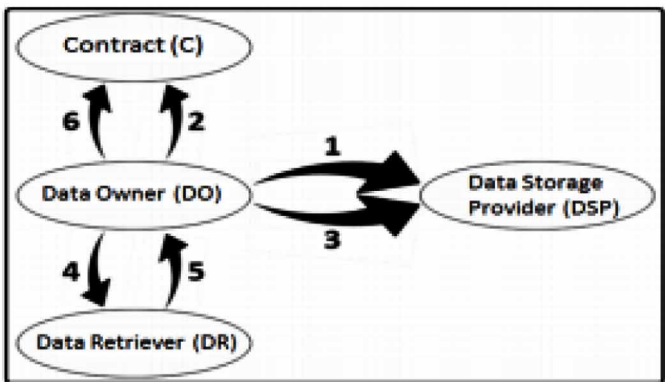 Contract (C)
6
2
1
Data Owner (DO)
Data Storage
Provider (DSP)
3
4
5
Data Retriever (DR)